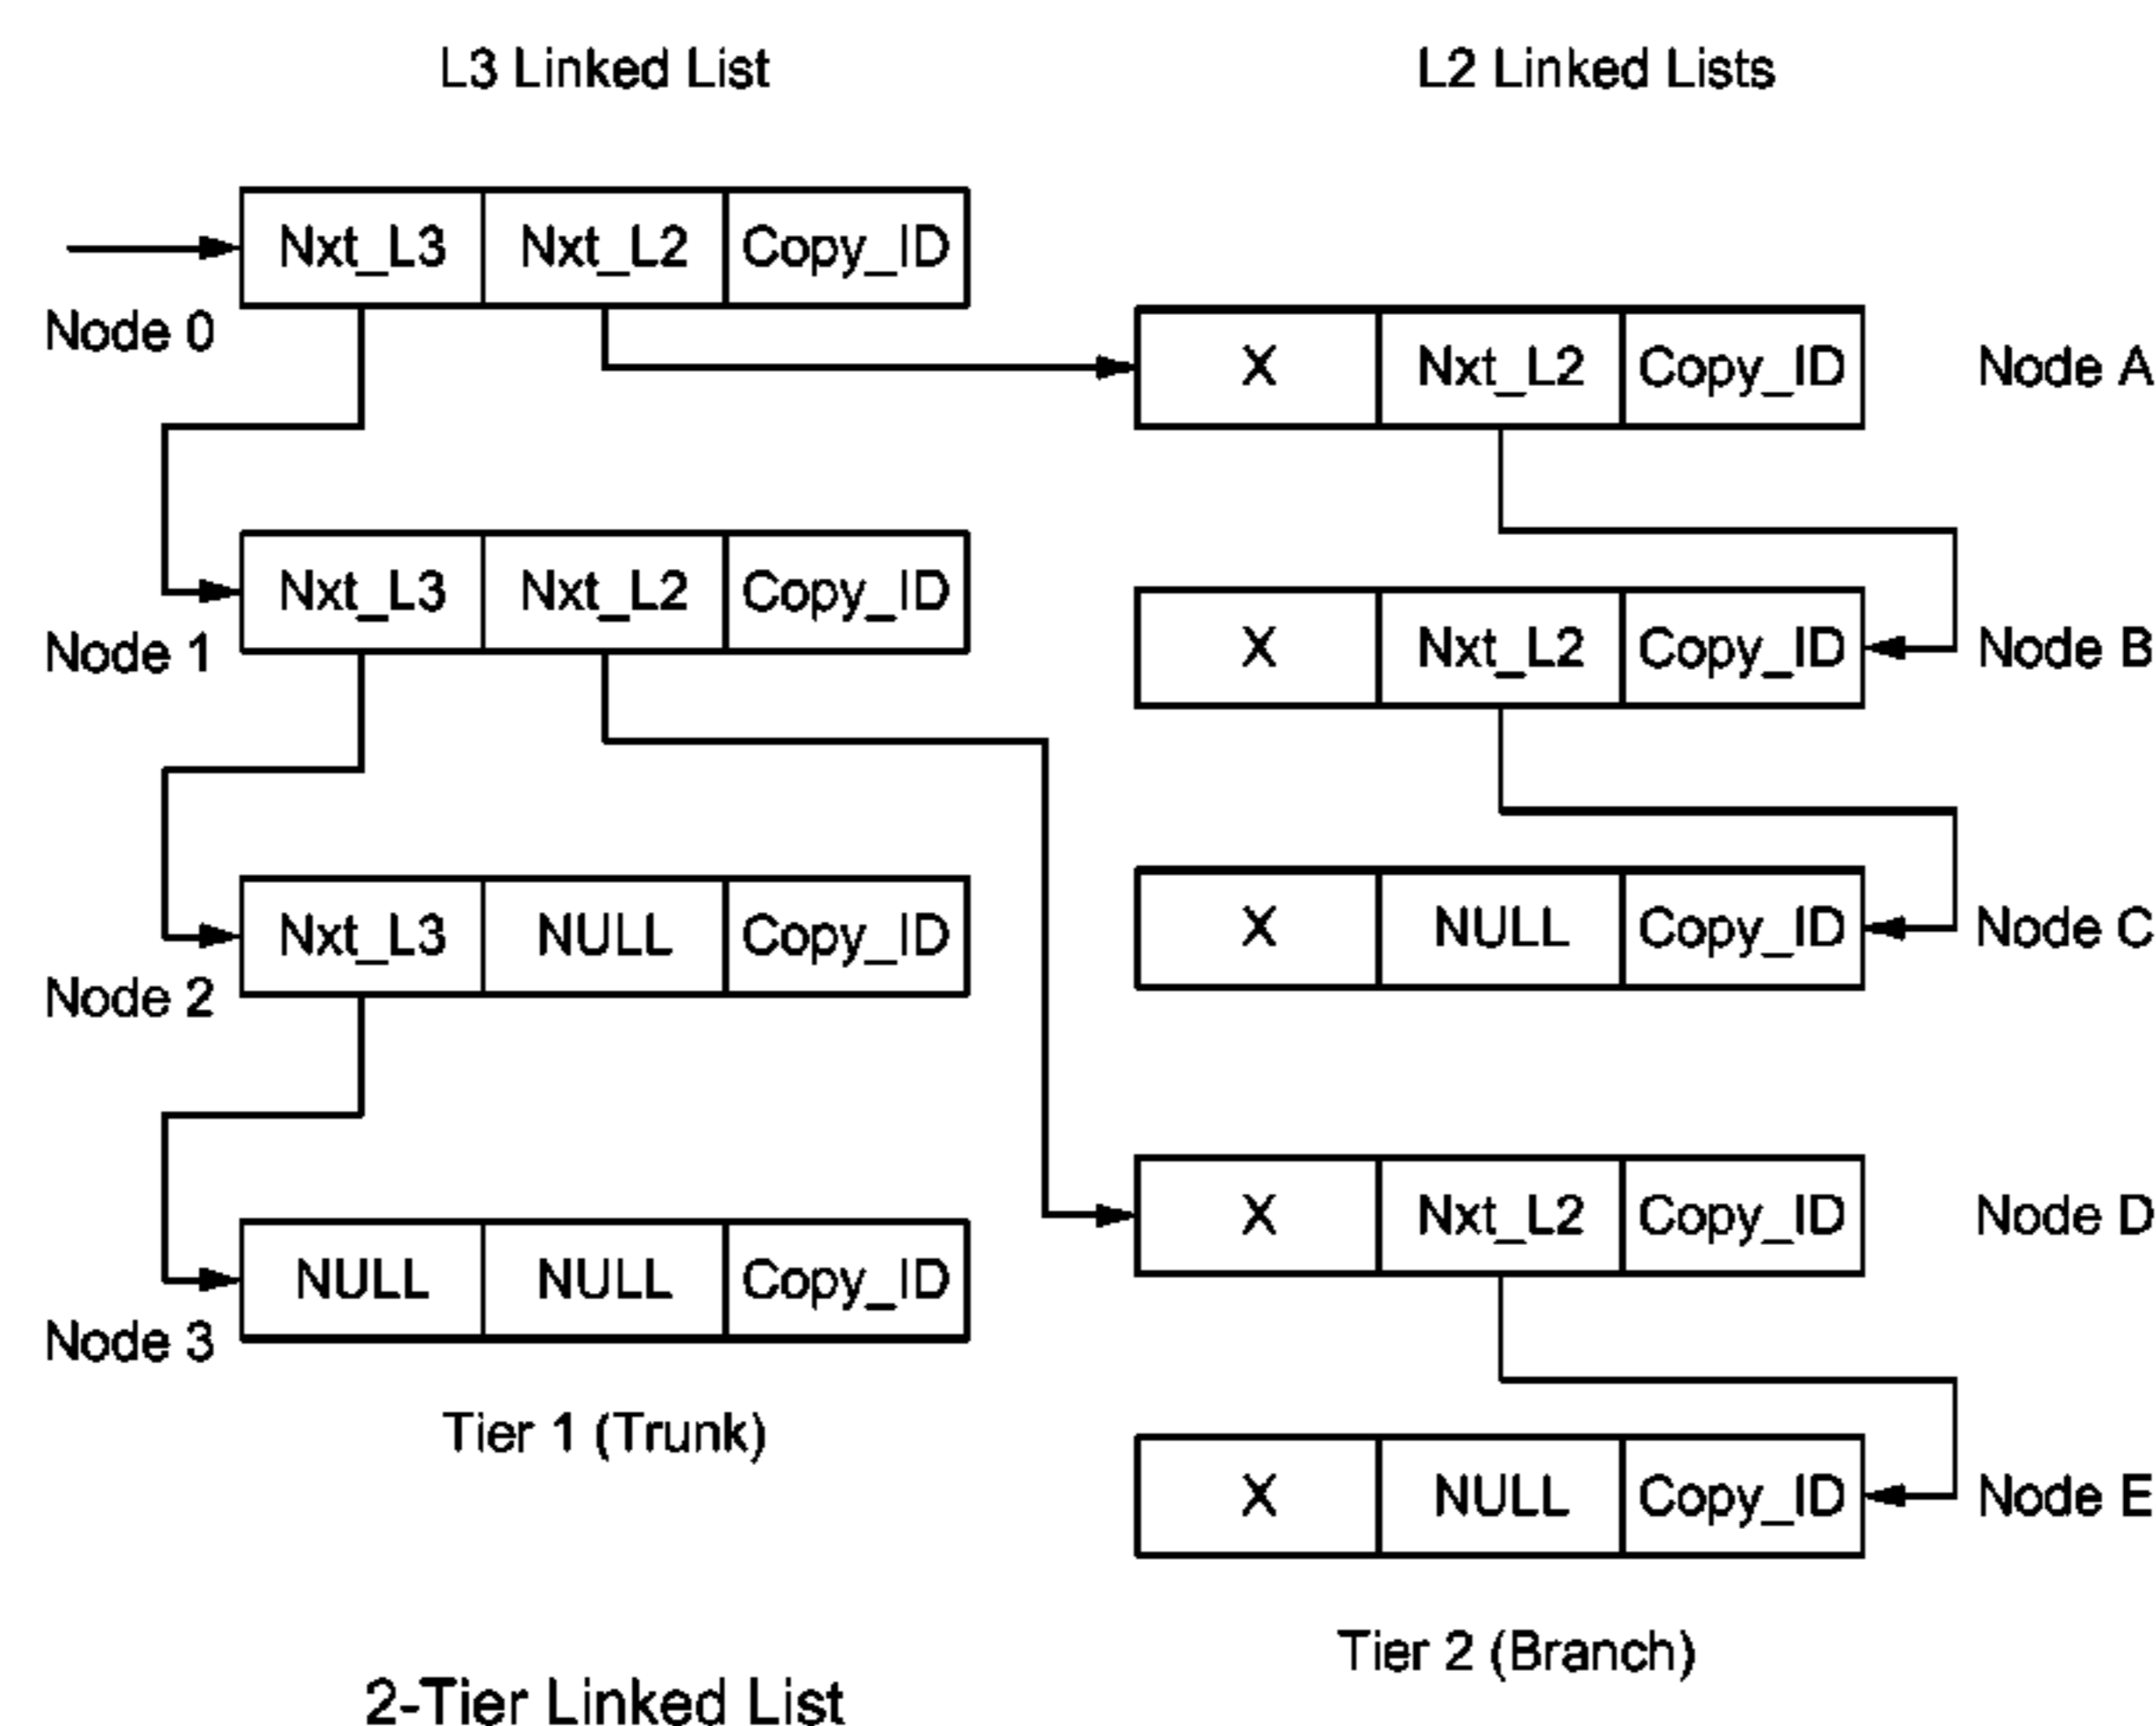 L3 Linked List
L2 Linked Lists
Nxt_L3 Nxt_L2 Copy_ID
Node 0
X Nxt_L2 Copy_ID Node A
Nxt_L3 Nxt_L2 Copy_ID
Node 1
X Nxt_L2 Copy_ID Node B
Nxt_L3 NULL Copy_ID
Node 2
X NULL Copy_ID Node C
X Nxt_L2 Copy_ID Node D
NULL NULL Copy_ID
Node 3
Tier 1 (Trunk)
X NULL Copy_ID Node E
Tier 2 (Branch)
2-Tier Linked List